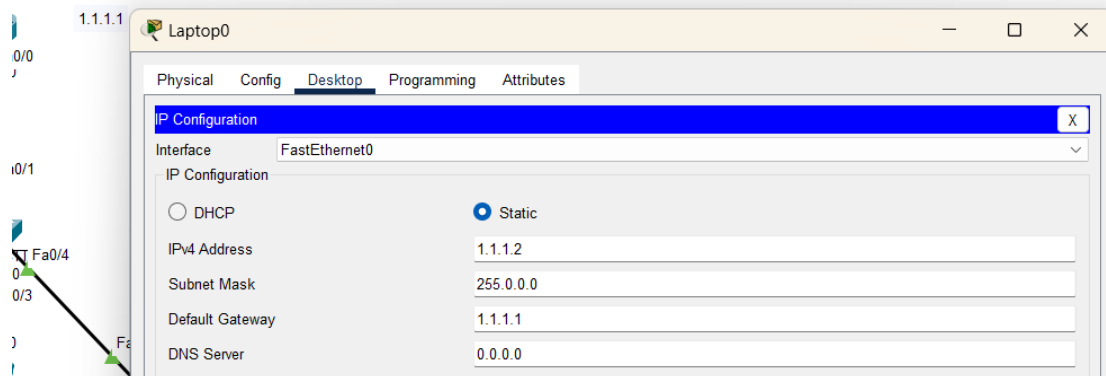 1.1.1.1
Laptop0
0/0
Physical Config Desktop Programming Attributes
IP Configuration X
Interface FastEthernet0
0/1
IP Configuration
DHCP Static
IPv4 Address 1.1.1.2
Fa0/4
Subnet Mask 255.0.0.0
0/3
Default Gateway 1.1.1.1
DNS Server 0.0.0.0